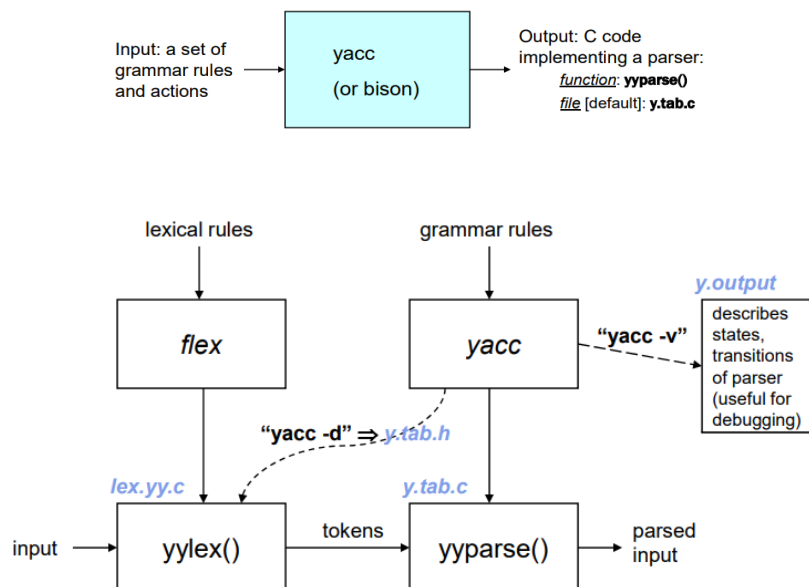 Input: a set of
grammar rules
and actions
yacc
(or bison)
Output: C code
implementing a parser:
function: yyparse()
file [default]: y.tab.c
lexical rules
grammar rules
y.output
flex
yacc
"yacc -v"
describes
states,
transitions
of parser
(useful for
debugging)
"yacc -d" ⇒ y.tab.h
lex.yy.c
y.tab.c
input
yylex()
tokens
yyparse()
parsed
input